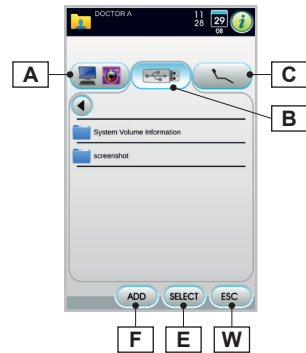 DOCTOR A
11
28
29
08
i
A
C
B
System Volume Information
screenshot
ADD
SELECT
ESC
F
E
W